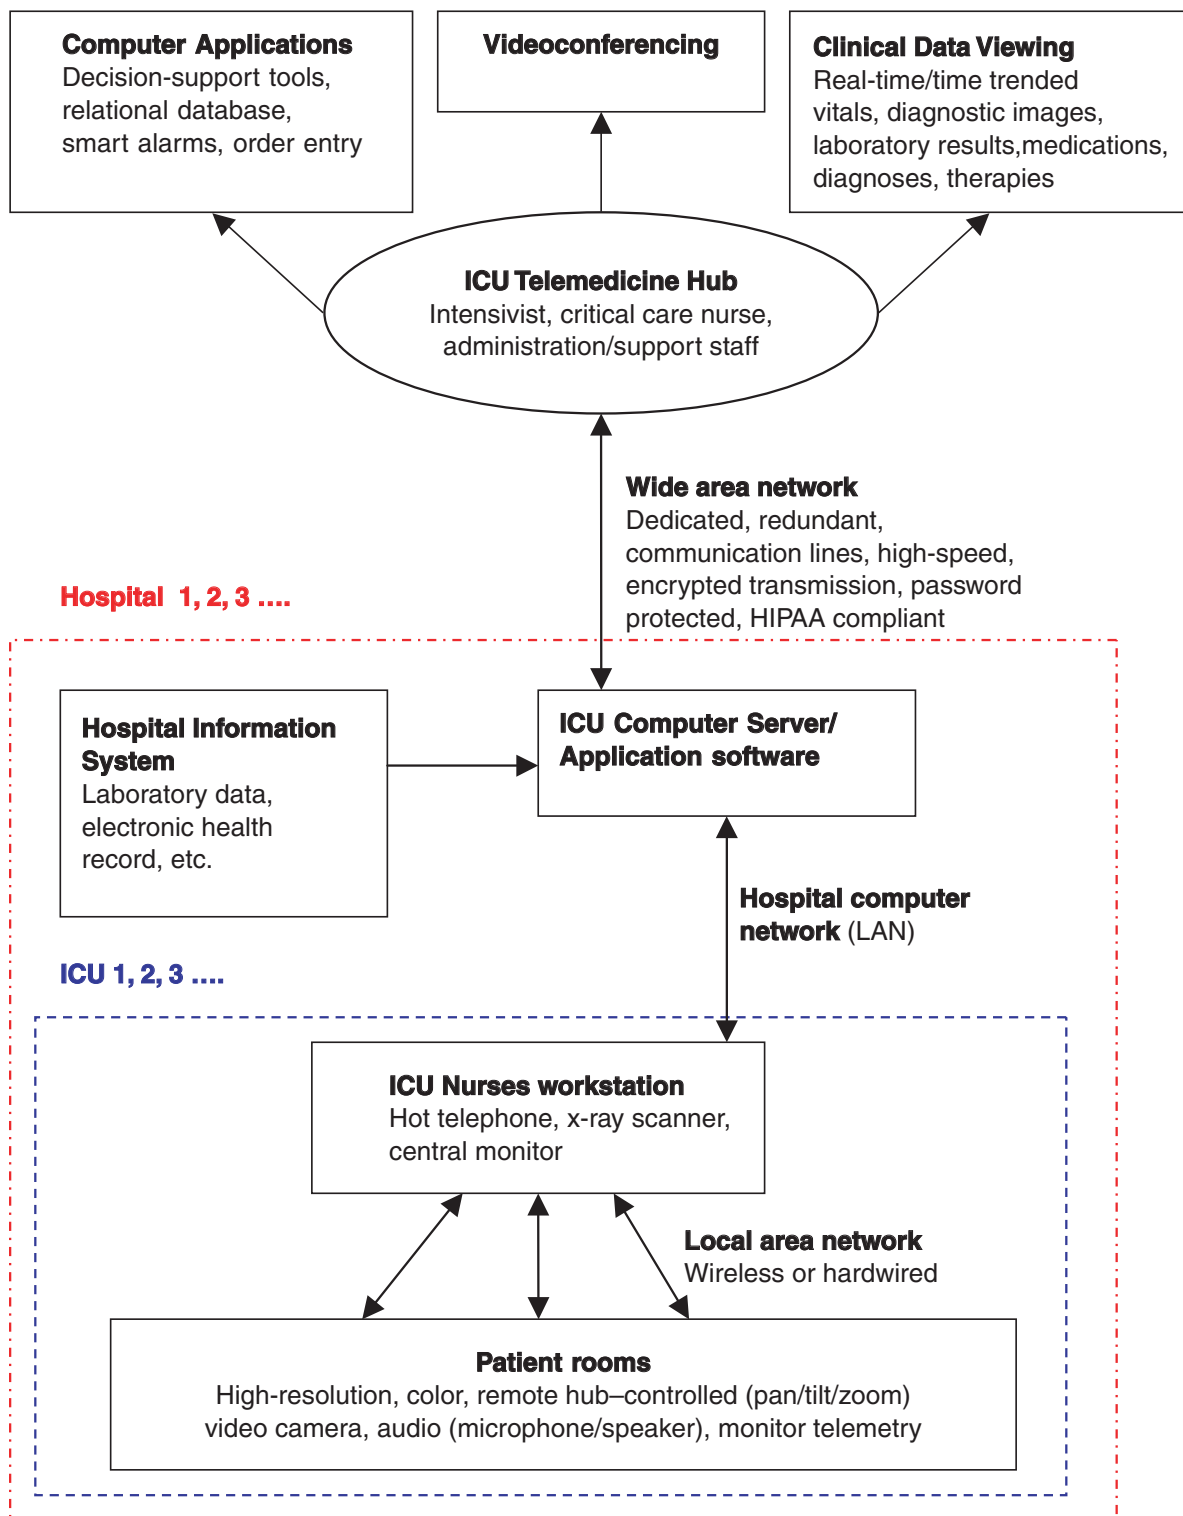 Computer Applications
Decision-support tools,
relational database,
smart alarms, order entry
Videoconferencing
Clinical Data Viewing
Real-time/time trended
vitals, diagnostic images,
laboratory results,medications,
diagnoses, therapies
ICU Telemedicine Hub
Intensivist, critical care nurse,
administration/support staff
Wide area network
Dedicated, redundant,
communication lines, high-speed,
encrypted transmission, password
protected, HIPAA compliant
Hospital 1, 2, 3 ....
Hospital Information
System
Laboratory data,
electronic health
record, etc.
ICU Computer Server/
Application software
Hospital computer
network (LAN)
ICU 1, 2, 3 ....
ICU Nurses workstation
Hot telephone, x-ray scanner,
central monitor
Local area network
Wireless or hardwired
Patient rooms
High-resolution, color, remote hub–controlled (pan/tilt/zoom)
video camera, audio (microphone/speaker), monitor telemetry